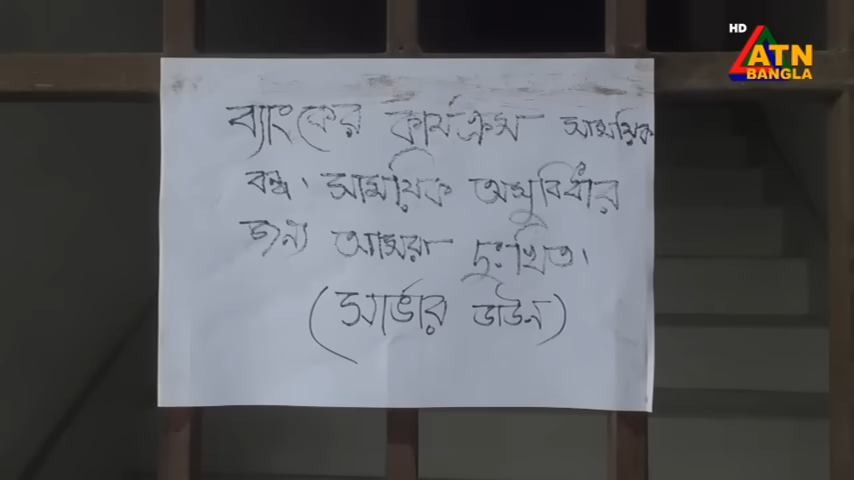 HD
ATN
BANGLA
ব্যাংকের কার্যক্রম সাময়িক
বন্ধ। সাময়িক অসুবিধার
জন্য আমরা দুঃখিত।
(সার্ভার ডাউন)